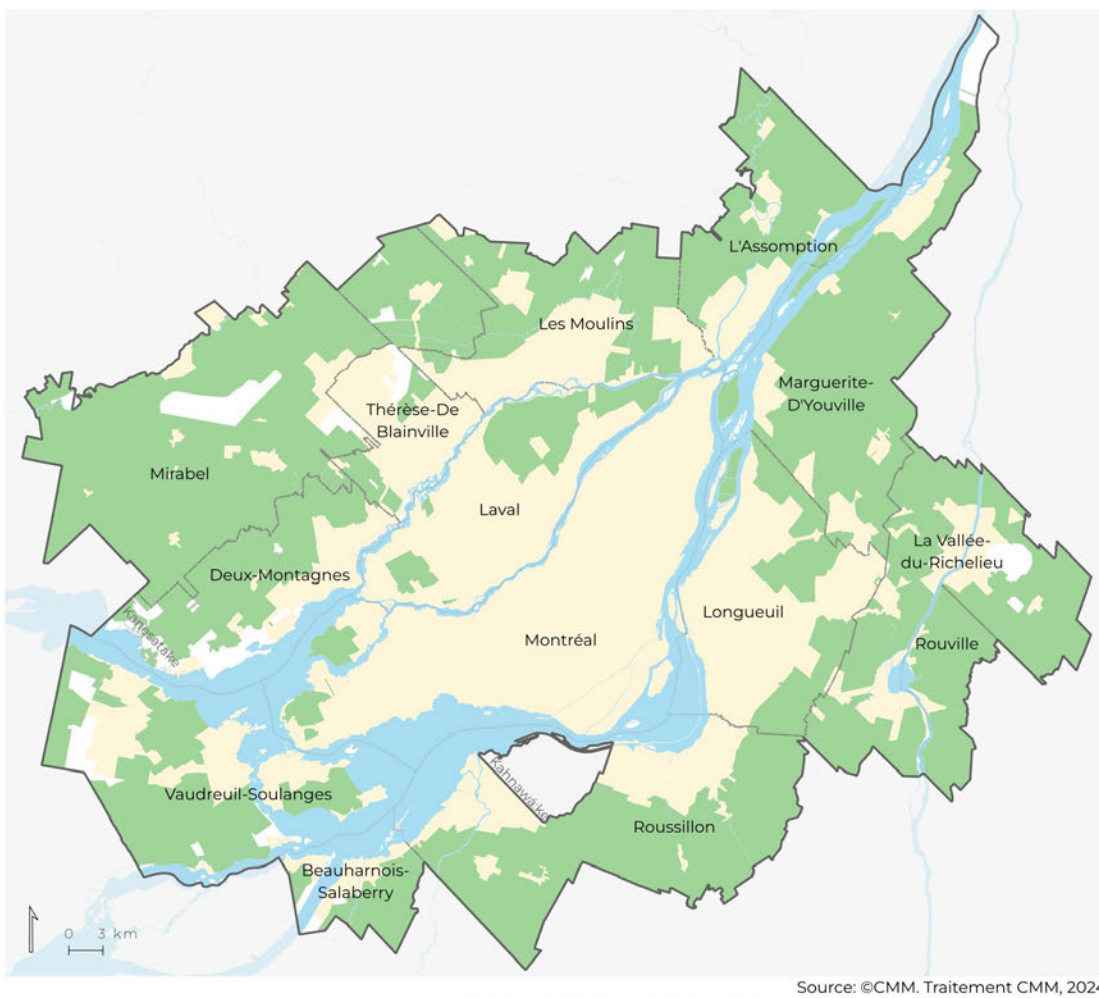 L'Assomption
Les Moulins
Marguerite-
D'Youville
Thérèse-De
Blainville
Mirabel
Laval
La Vallée-
du-Richelieu
Deux-Montagnes
Longueuil
Kanesatake
Montréal
Rouville
Kahnawá:ke
Vaudreuil-Soulanges
Roussillon
Beauharnois-
Salaberry
0 3 km
Source: ©CMM. Traitement CMM, 2024